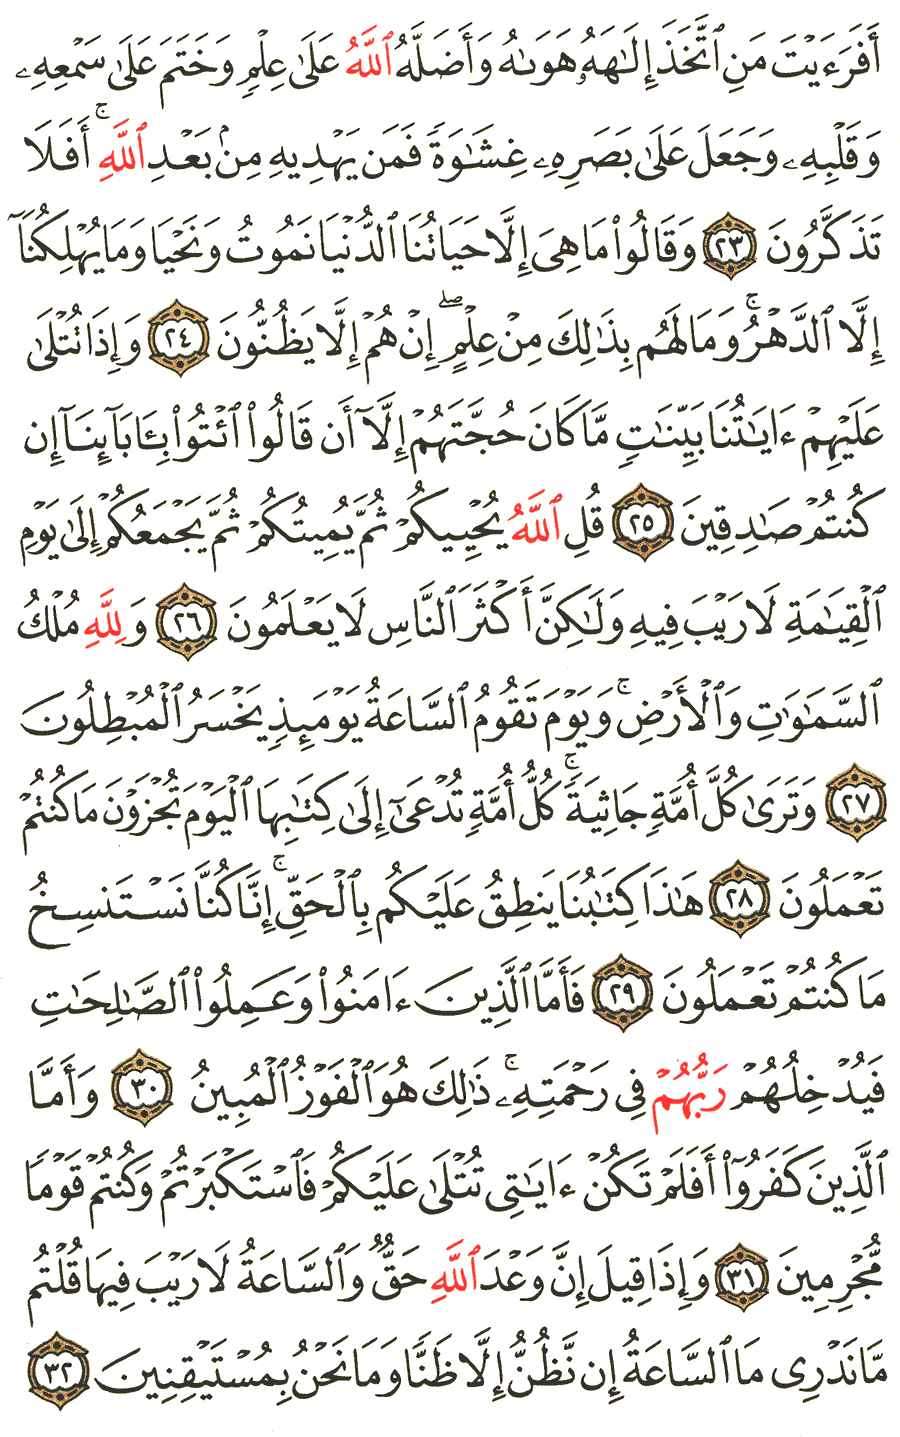 أَفَرَءَيْتَ مَنِ ٱتَّخَذَ إِلَٰهَهُۥ هَوَىٰهُ وَأَضَلَّهُ ٱللَّهُ عَلَىٰ عِلْمٍ وَخَتَمَ عَلَىٰ سَمْعِهِۦ
وَقَلْبِهِۦ وَجَعَلَ عَلَىٰ بَصَرِهِۦ غِشَٰوَةً فَمَن يَهْدِيهِ مِنۢ بَعْدِ ٱللَّهِ ۚ أَفَلَا
تَذَكَّرُونَ ٢٣ وَقَالُوا۟ مَا هِىَ إِلَّا حَيَاتُنَا ٱلدُّنْيَا نَمُوتُ وَنَحْيَا وَمَا يُهْلِكُنَآ
إِلَّا ٱلدَّهْرُ ۚ وَمَا لَهُم بِذَٰلِكَ مِنْ عِلْمٍ ۖ إِنْ هُمْ إِلَّا يَظُنُّونَ ٢٤ وَإِذَا تُتْلَىٰ
عَلَيْهِمْ ءَايَٰتُنَا بَيِّنَٰتٍ مَّا كَانَ حُجَّتَهُمْ إِلَّآ أَن قَالُوا۟ ٱئْتُوا۟ بِـَٔابَآئِنَآ إِن
كُنتُمْ صَٰدِقِينَ ٢٥ قُلِ ٱللَّهُ يُحْيِيكُمْ ثُمَّ يُمِيتُكُمْ ثُمَّ يَجْمَعُكُمْ إِلَىٰ يَوْمِ
ٱلْقِيَٰمَةِ لَا رَيْبَ فِيهِ وَلَٰكِنَّ أَكْثَرَ ٱلنَّاسِ لَا يَعْلَمُونَ ٢٦ وَلِلَّهِ مُلْكُ
ٱلسَّمَٰوَٰتِ وَٱلْأَرْضِ ۚ وَيَوْمَ تَقُومُ ٱلسَّاعَةُ يَوْمَئِذٍ يَخْسَرُ ٱلْمُبْطِلُونَ
٢٧ وَتَرَىٰ كُلَّ أُمَّةٍ جَاثِيَةً ۚ كُلُّ أُمَّةٍ تُدْعَىٰٓ إِلَىٰ كِتَٰبِهَا ٱلْيَوْمَ تُجْزَوْنَ مَا كُنتُمْ
تَعْمَلُونَ ٢٨ هَٰذَا كِتَٰبُنَا يَنطِقُ عَلَيْكُم بِٱلْحَقِّ ۚ إِنَّا كُنَّا نَسْتَنسِخُ
مَا كُنتُمْ تَعْمَلُونَ ٢٩ فَأَمَّا ٱلَّذِينَ ءَامَنُوا۟ وَعَمِلُوا۟ ٱلصَّٰلِحَٰتِ
فَيُدْخِلُهُمْ رَبُّهُمْ فِى رَحْمَتِهِۦ ۚ ذَٰلِكَ هُوَ ٱلْفَوْزُ ٱلْمُبِينُ ٣٠ وَأَمَّا
ٱلَّذِينَ كَفَرُوٓا۟ أَفَلَمْ تَكُنْ ءَايَٰتِى تُتْلَىٰ عَلَيْكُمْ فَٱسْتَكْبَرْتُمْ وَكُنتُمْ قَوْمًا
مُّجْرِمِينَ ٣١ وَإِذَا قِيلَ إِنَّ وَعْدَ ٱللَّهِ حَقٌّ وَٱلسَّاعَةُ لَا رَيْبَ فِيهَا قُلْتُم
مَّا نَدْرِى مَا ٱلسَّاعَةُ إِن نَّظُنُّ إِلَّا ظَنًّا وَمَا نَحْنُ بِمُسْتَيْقِنِينَ ٣٢